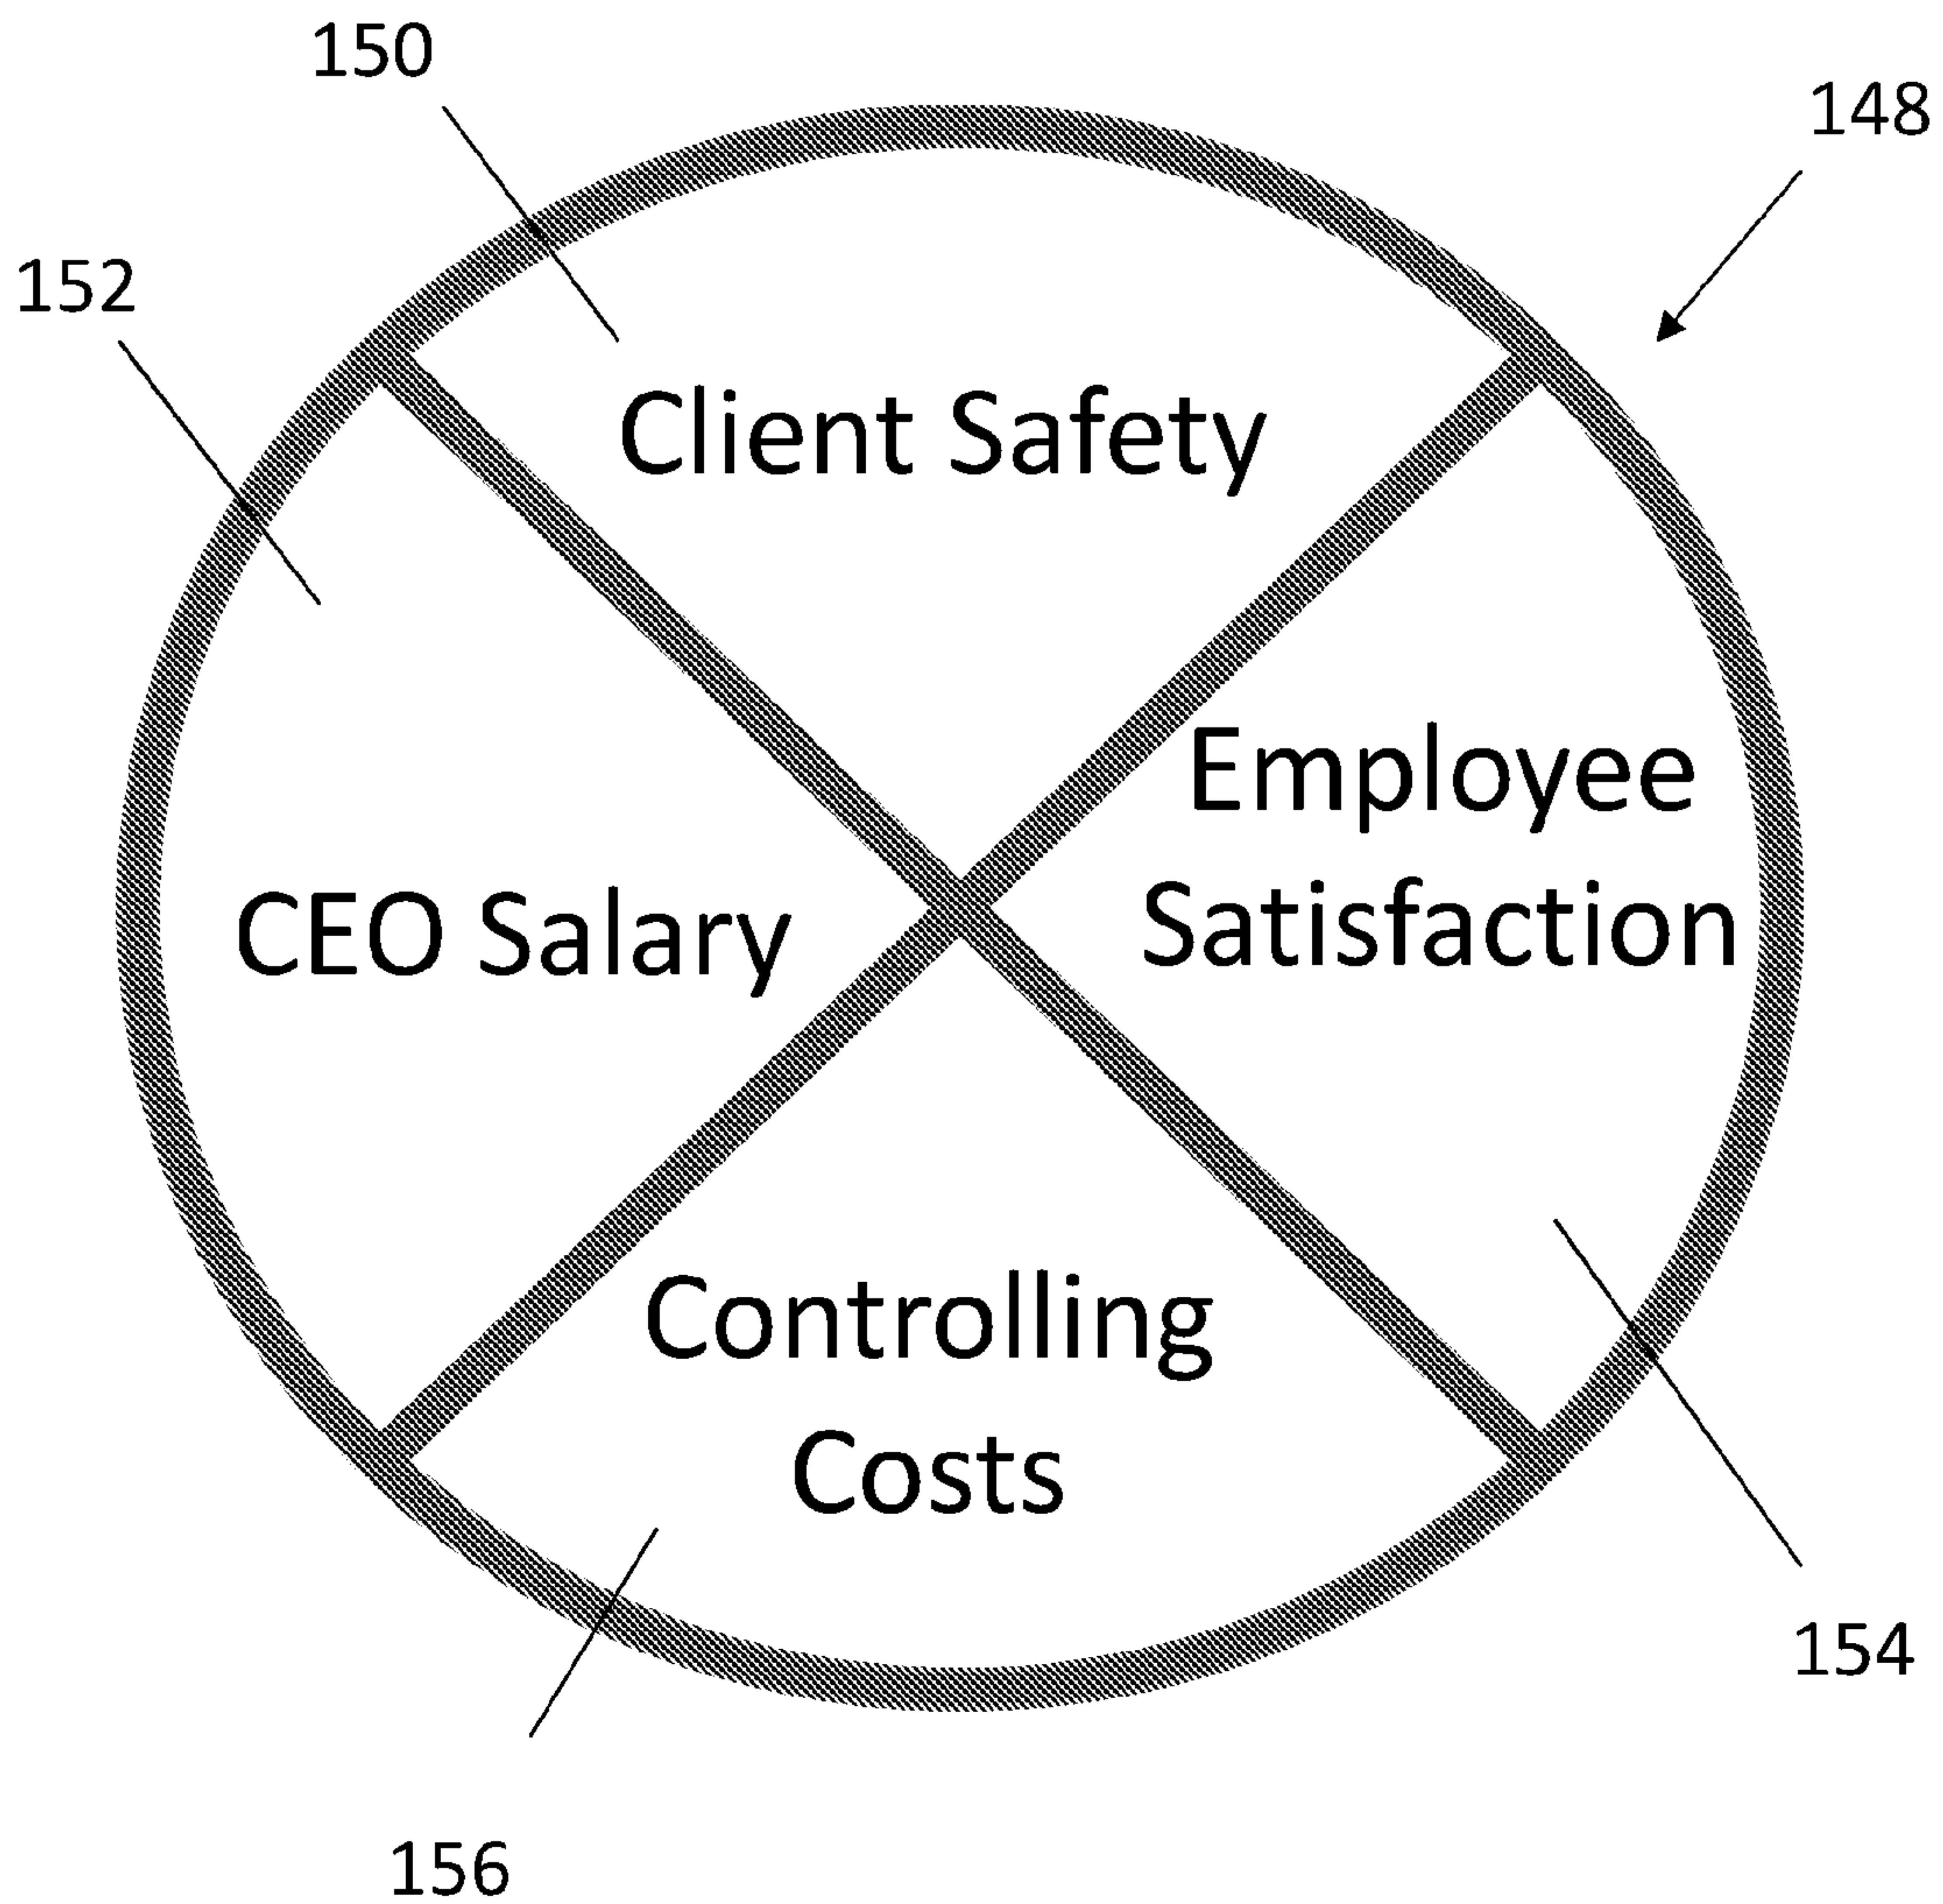 150
148
152
Client Safety
Employee
Satisfaction
CEO Salary
Controlling
Costs
154
156